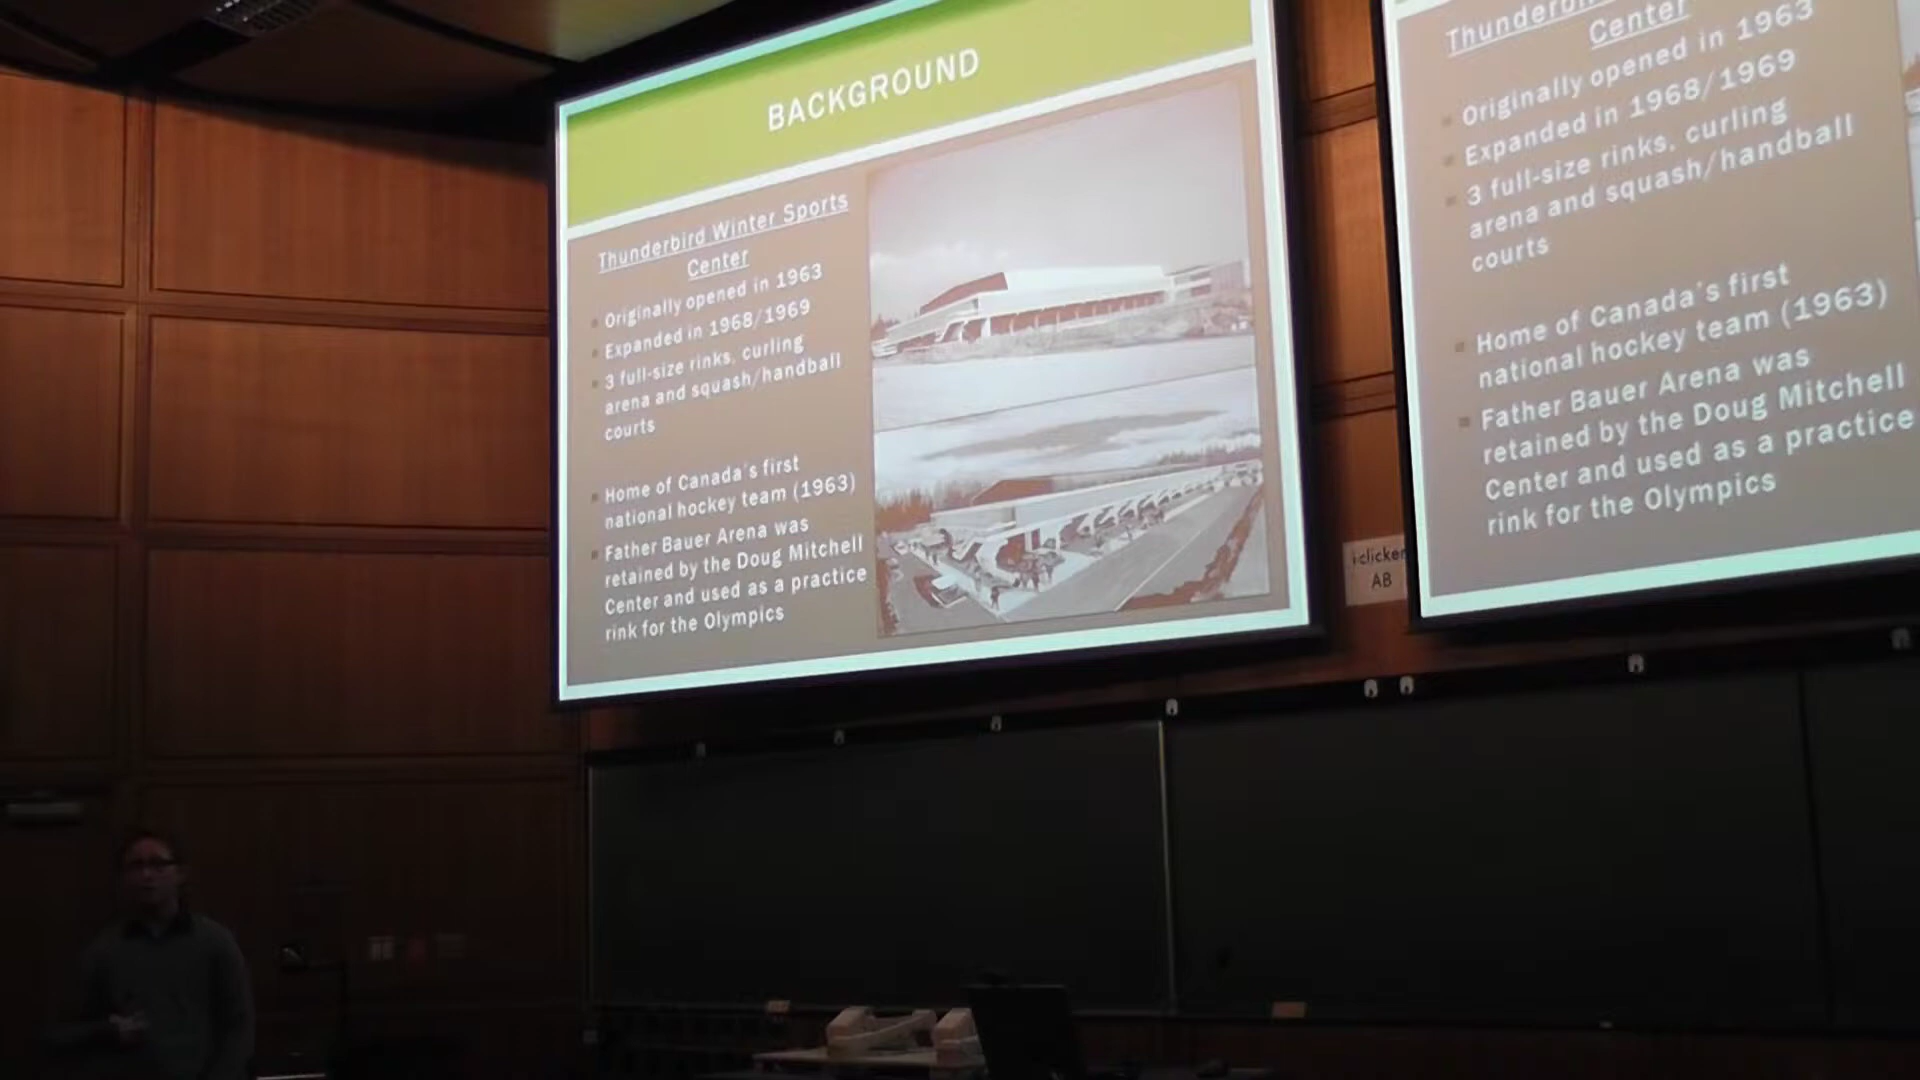 BACKGROUND
Thunderbird Winter Sports
Center
Originally opened in 1963
Expanded in 1968/1969
3 full-size rinks, curling
arena and squash/handball
courts
Home of Canada's first
national hockey team (1963)
Father Bauer Arena was
retained by the Doug Mitchell
Center and used as a practice
rink for the Olympics
i-clicker
AB
Center
Originally opened in 1963
Expanded in 1968/1969
3 full-size rinks, curling
arena and squash/handball
courts
Home of Canada's first
national hockey team (1963)
Father Bauer Arena was
retained by the Doug Mitchell
Center and used as a practice
rink for the Olympics